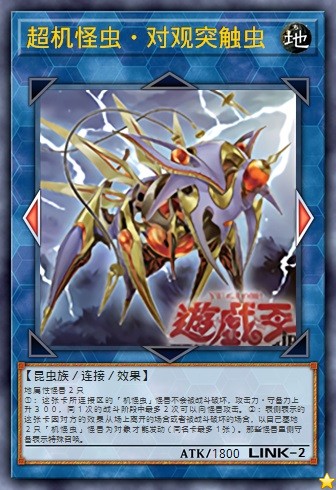 超机怪虫・对观突触虫
地
遊戯王
【昆虫族/连接/效果】
地属性怪兽2只
①：这张卡所连接区的「机怪虫」怪兽不会被战斗破坏，攻击力・守备力上
升300，同1次的战斗阶段中最多2次可以向怪兽攻击。②：表侧表示的
这张卡因对方的效果从场上离开的场合或者被战斗破坏的场合，以自己墓地
2只「机怪虫」怪兽为对象才能发动（同名卡最多1张）。那些怪兽里侧守
备表示特殊召唤。
ATK/1800 LINK-2